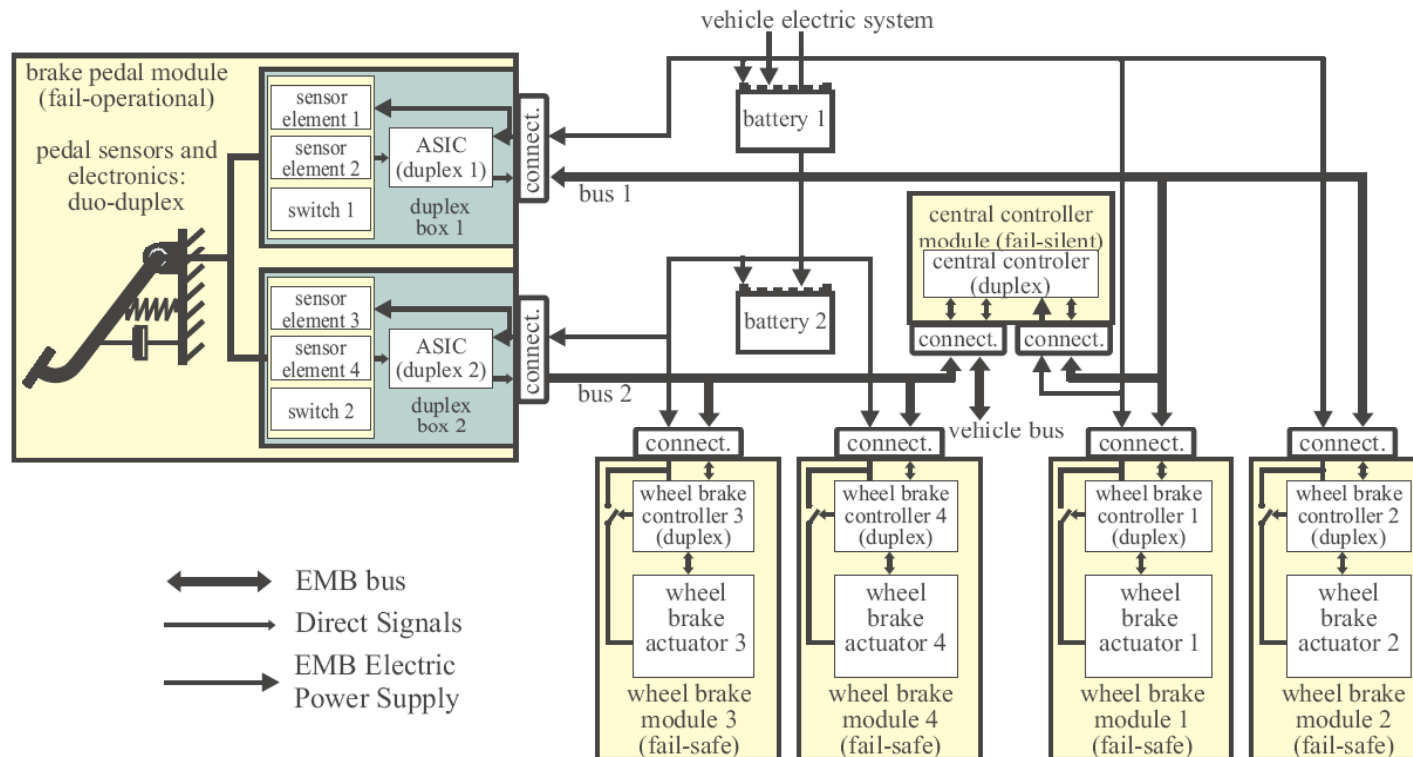 vehicle electric system
brake pedal module
(fail-operational)
pedal sensors and
electronics:
duo-duplex
sensor
element 1
sensor
element 2
switch 1
ASIC
(duplex 1)
duplex
box 1
connect.
bus 1
battery 1
sensor
element 3
sensor
element 4
switch 2
ASIC
(duplex 2)
duplex
box 2
connect.
bus 2
battery 2
central controller
module (fail-silent)
central controler
(duplex)
connect.
connect.
vehicle bus
connect.
wheel brake
controller 3
(duplex)
wheel
brake
actuator 3
wheel brake
module 3
(fail-safe)
connect.
wheel brake
controller 4
(duplex)
wheel
brake
actuator 4
wheel brake
module 4
(fail-safe)
connect.
wheel brake
controller 1
(duplex)
wheel
brake
actuator 1
wheel brake
module 1
(fail-safe)
connect.
wheel brake
controller 2
(duplex)
wheel
brake
actuator 2
wheel brake
module 2
(fail-safe)
EMB bus
Direct Signals
EMB Electric
Power Supply